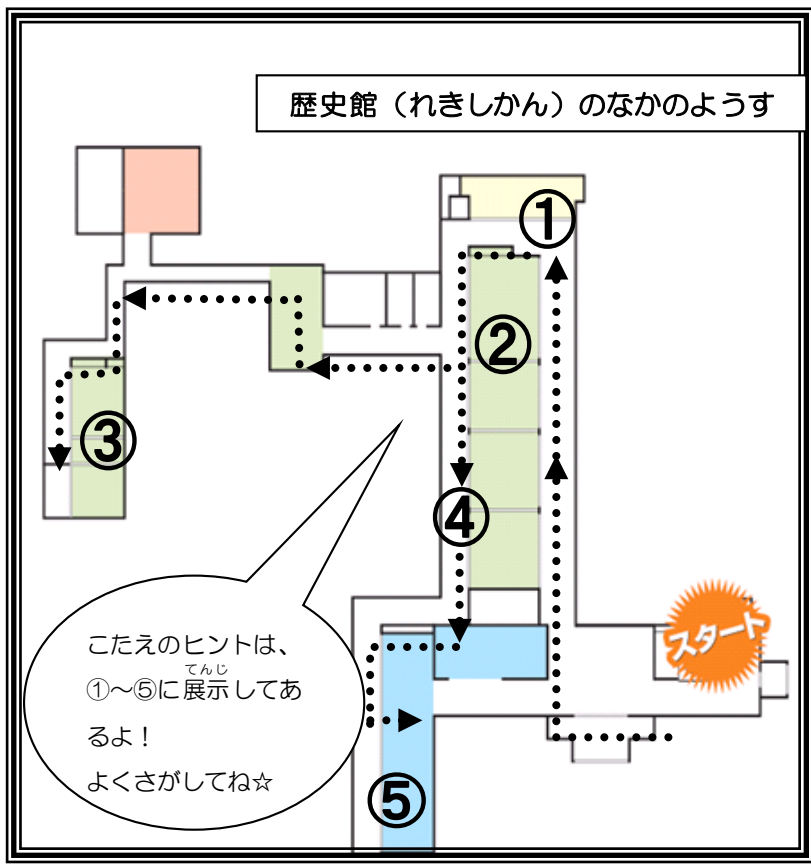 歴史館（れきしかん）のなかのようす
①
②
③
④
⑤
スタート
こたえのヒントは、
てんじ
①～⑤に展示してあ
るよ！
よくさがしてね☆